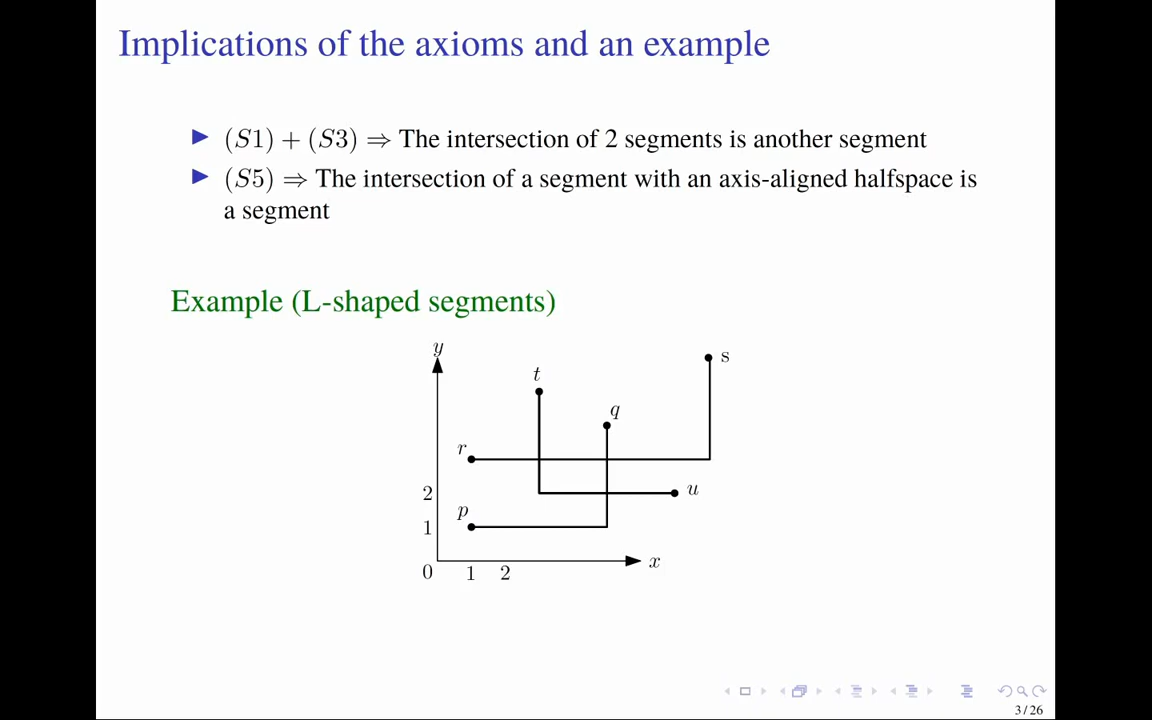 Implications of the axioms and an example
▶ (S1) + (S3) ⇒ The intersection of 2 segments is another segment
▶ (S5) ⇒ The intersection of a segment with an axis-aligned halfspace is
a segment
Example (L-shaped segments)
y
s
t
q
r
2
u
p
1
x
0 1 2
3 / 26